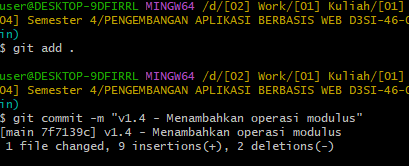 user@DESKTOP-9DFIRRL MINGW64 /d/[02] Work/[01] Kuliah/[01]
04] Semester 4/PENGEMBANGAN APLIKASI BERBASIS WEB D3SI-46-0
in)
$ git add .
user@DESKTOP-9DFIRRL MINGW64 /d/[02] Work/[01] Kuliah/[01]
04] Semester 4/PENGEMBANGAN APLIKASI BERBASIS WEB D3SI-46-0
in)
$ git commit -m "v1.4 - Menambahkan operasi modulus"
[main 7f7139c] v1.4 - Menambahkan operasi modulus
1 file changed, 9 insertions(+), 2 deletions(-)